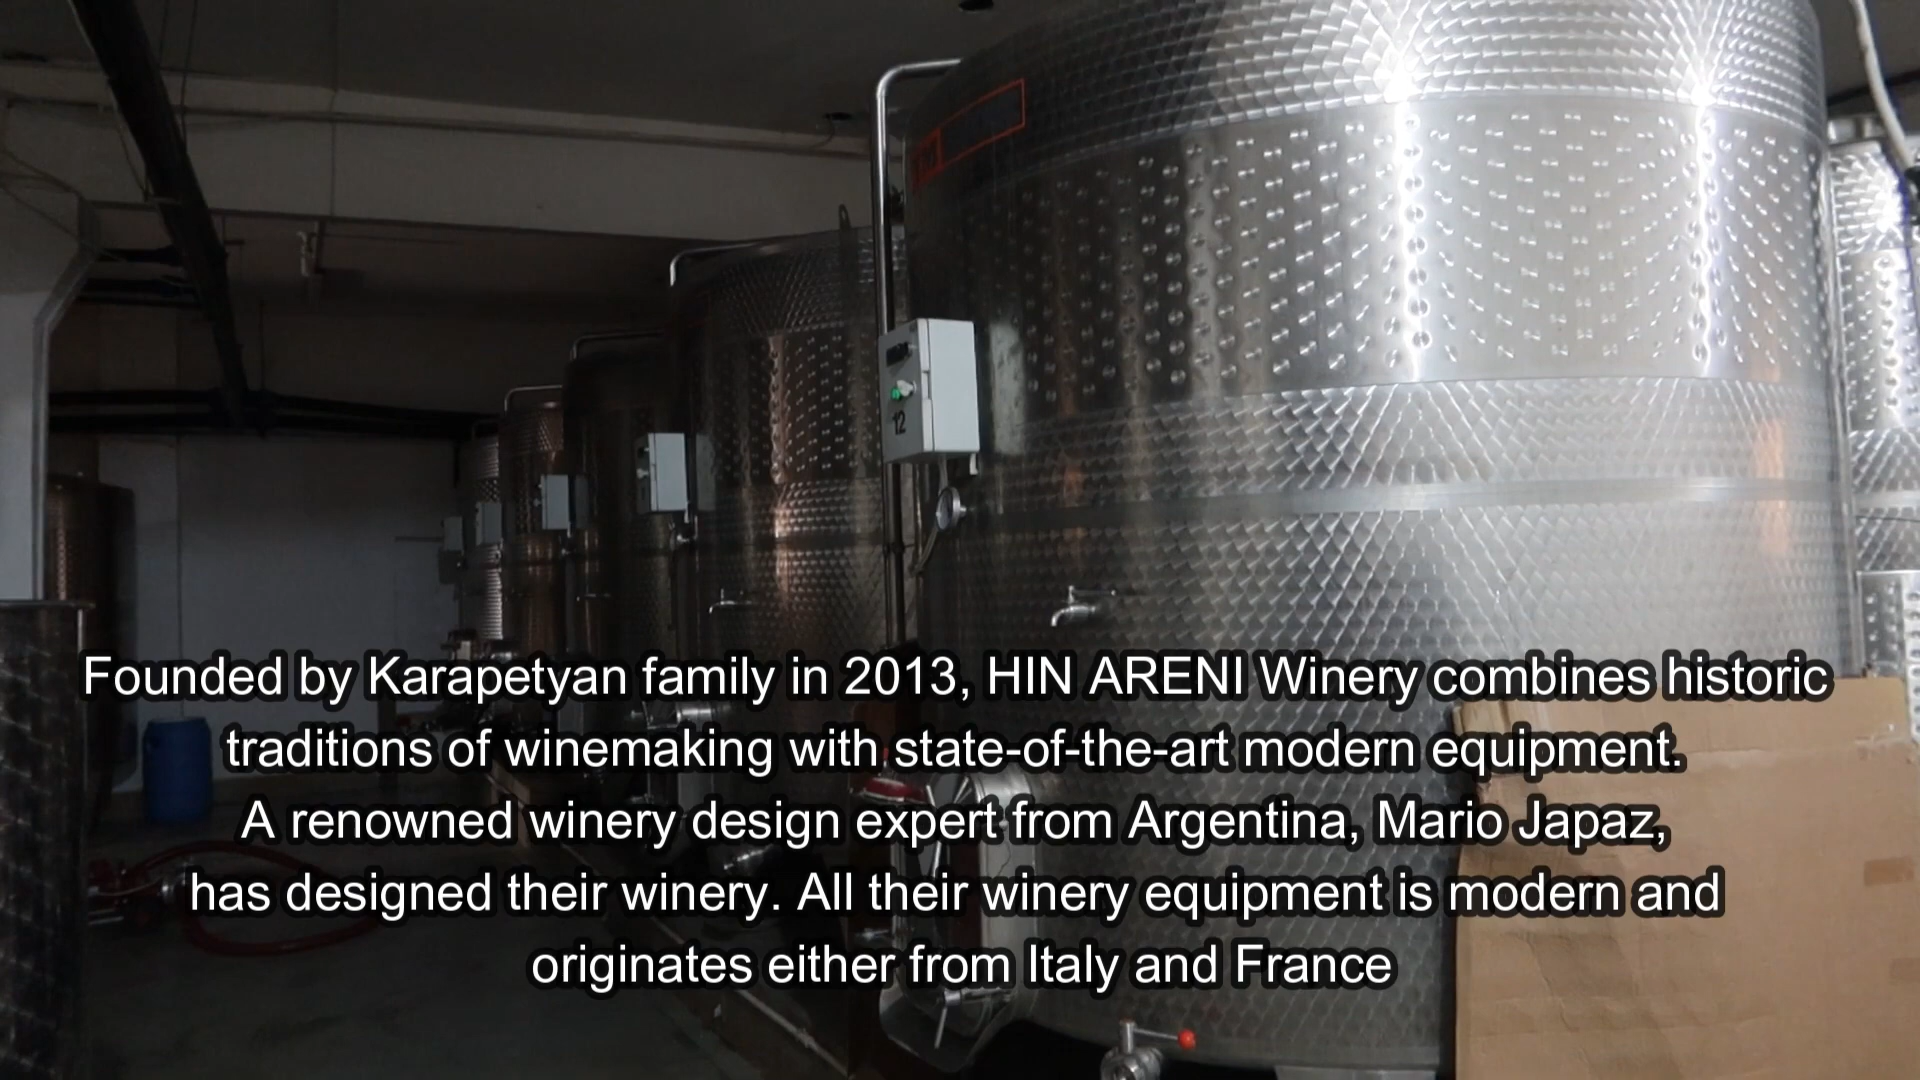 12
Founded by Karapetyan family in 2013, HIN ARENI Winery combines historic
traditions of winemaking with state-of-the-art modern equipment.
A renowned winery design expert from Argentina, Mario Japaz,
has designed their winery. All their winery equipment is modern and
originates either from Italy and France